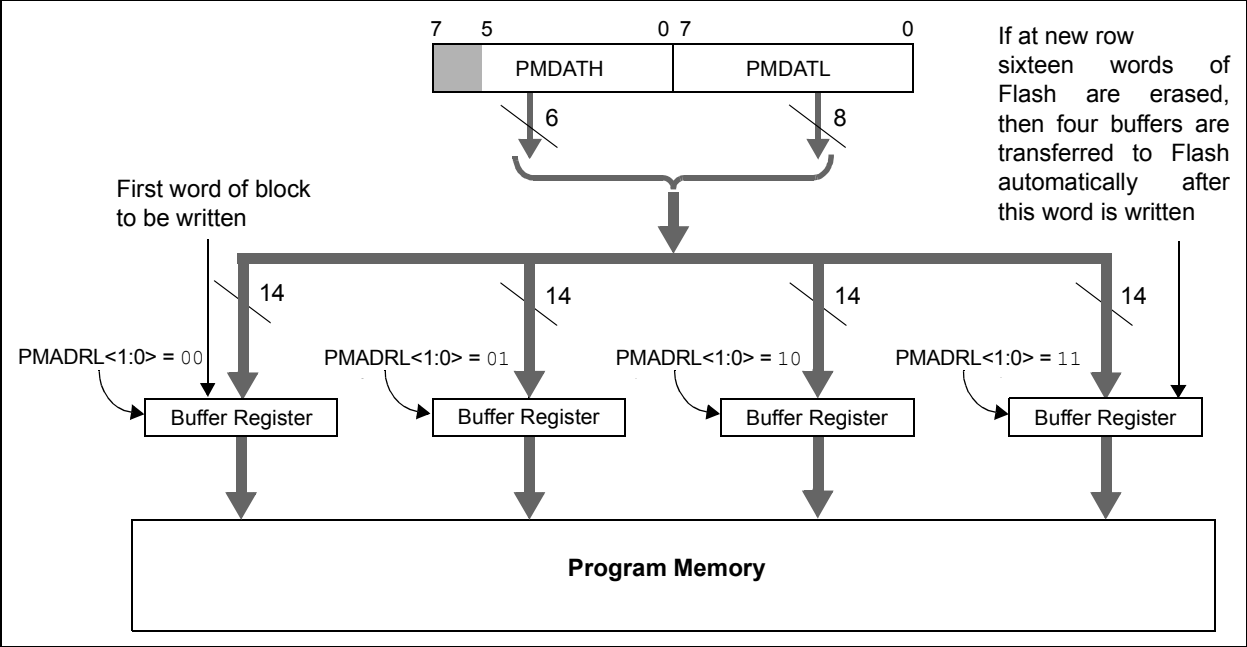 7 5 0 7 0
PMDATH PMDATL
6 8
If at new row
sixteen words of
Flash are erased,
then four buffers are
transferred to Flash
automatically after
this word is written
First word of block
to be written
14 14 14 14
PMADRL<1:0> = 00 PMADRL<1:0> = 01 PMADRL<1:0> = 10 PMADRL<1:0> = 11
Buffer Register Buffer Register Buffer Register Buffer Register
Program Memory